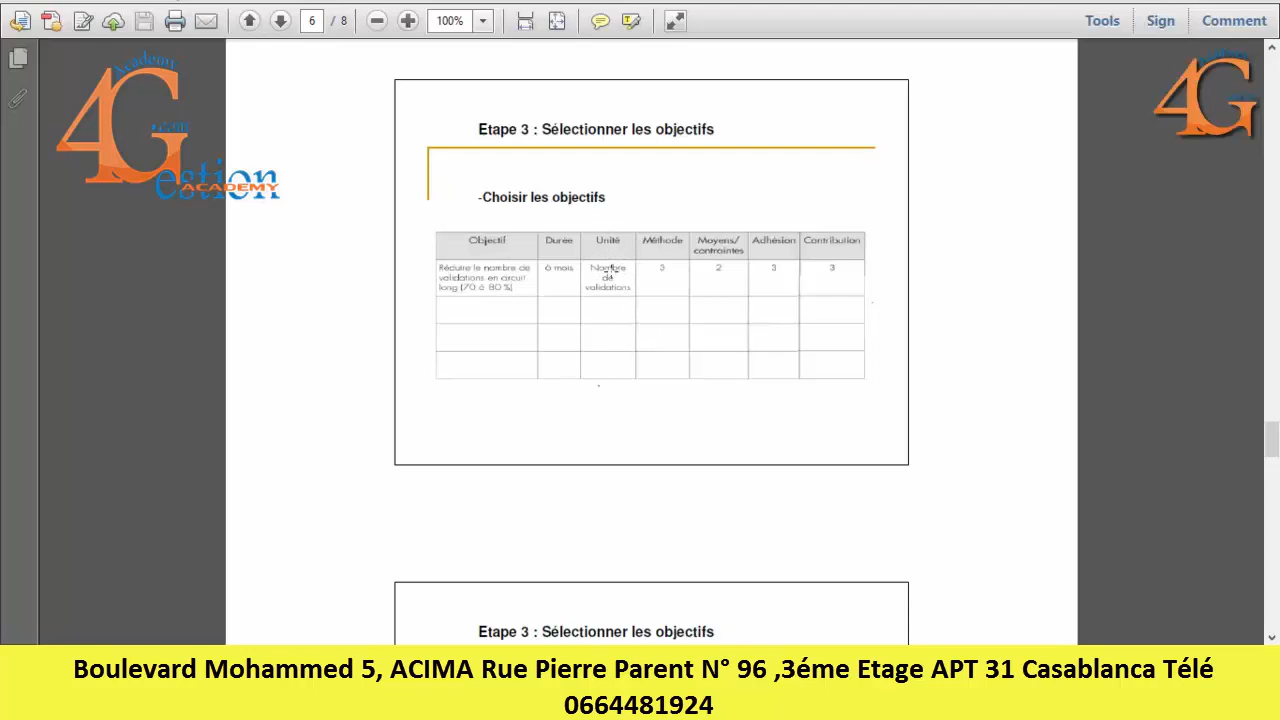 6 / 8
100%
Tools
Sign
Comment
Academy
4G
estion
ACADEMY
4G
Etape 3 : Sélectionner les objectifs
-Choisir les objectifs
Objectif Durée Unité Méthode Moyens/ contraintes Adhésion Contribution
Réduire le nombre de validations en circuit long (70 à 80 %) 6 mois Nombre de validations 3 2 3 3
Etape 3 : Sélectionner les objectifs
Boulevard Mohammed 5, ACIMA Rue Pierre Parent N° 96 ,3éme Etage APT 31 Casablanca Télé
0664481924